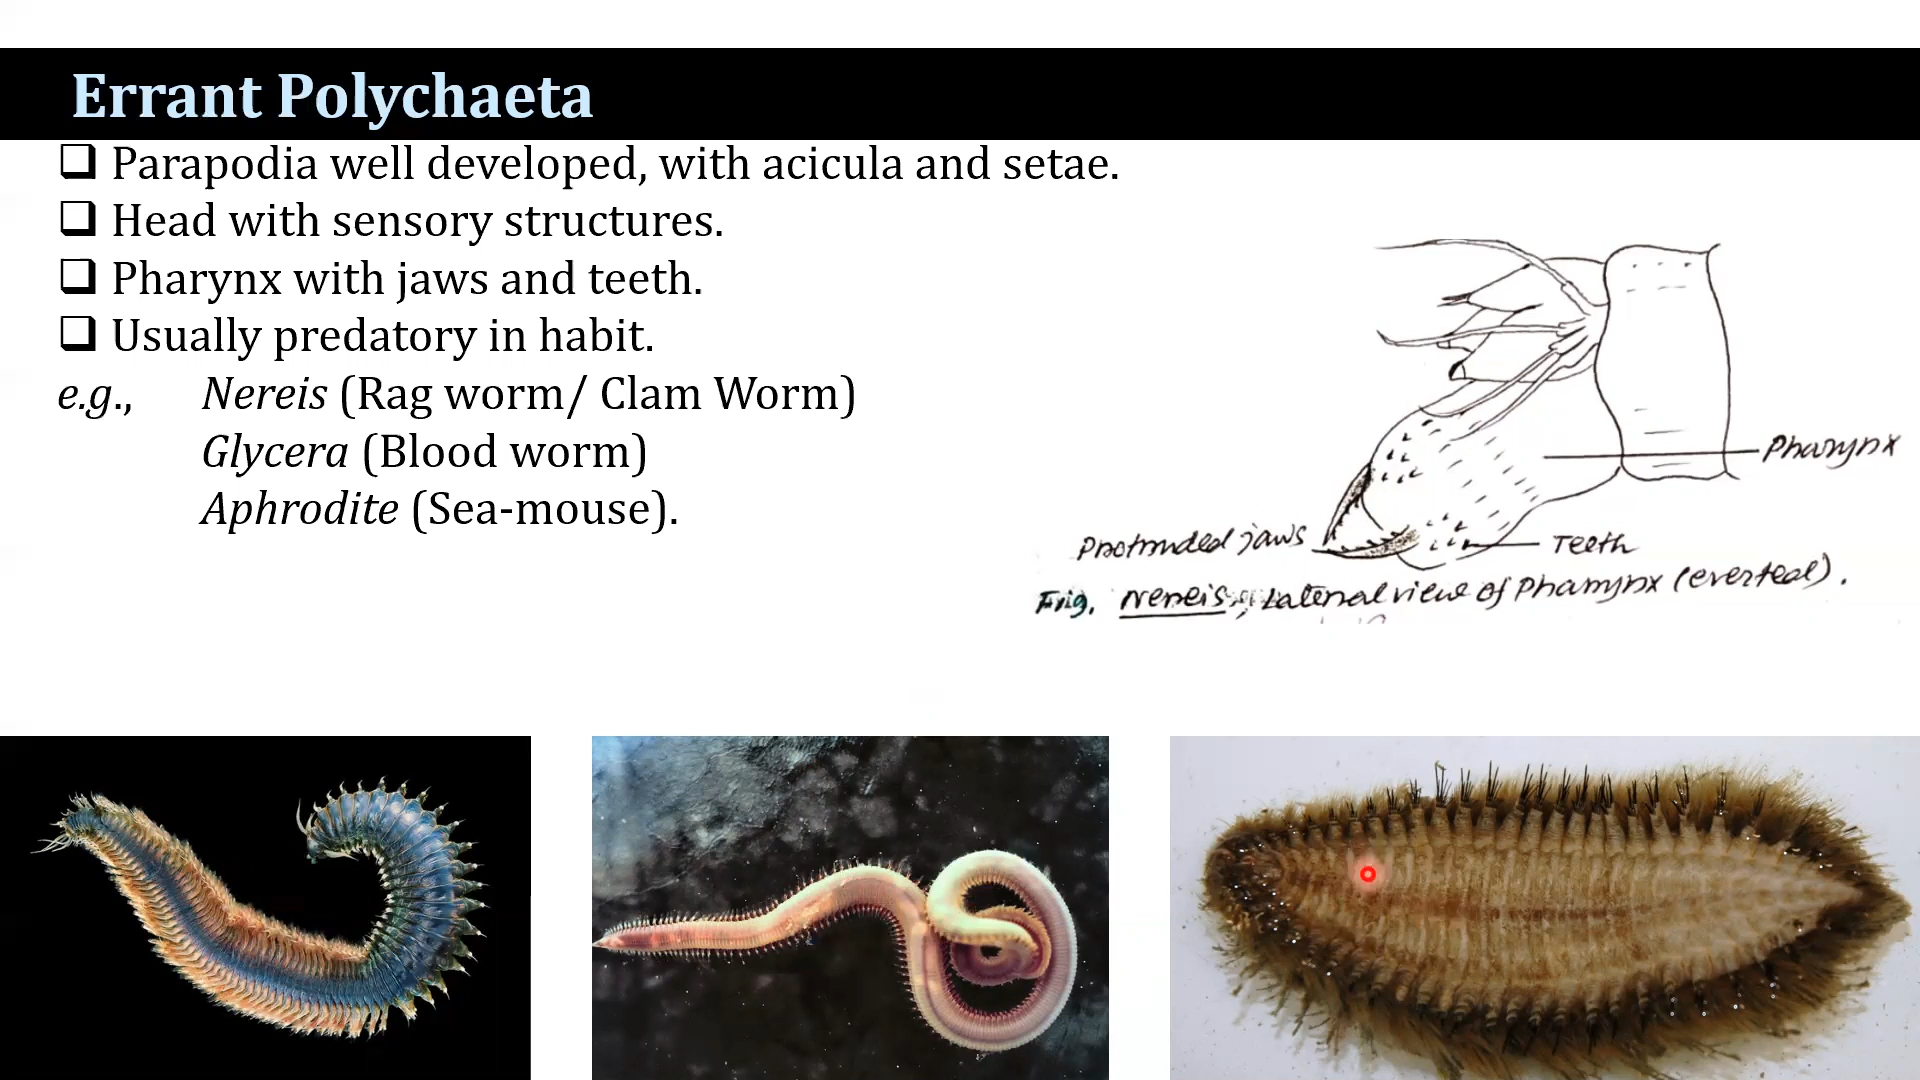 Errant Polychaeta
❑ Parapodia well developed, with acicula and setae.
❑ Head with sensory structures.
❑ Pharynx with jaws and teeth.
❑ Usually predatory in habit.
e.g., Nereis (Rag worm/ Clam Worm)
Glycera (Blood worm)
Aphrodite (Sea-mouse).
Pharynx
Protruded jaws
Teeth
Fig. Nereis; Lateral view of Pharynx (everted).